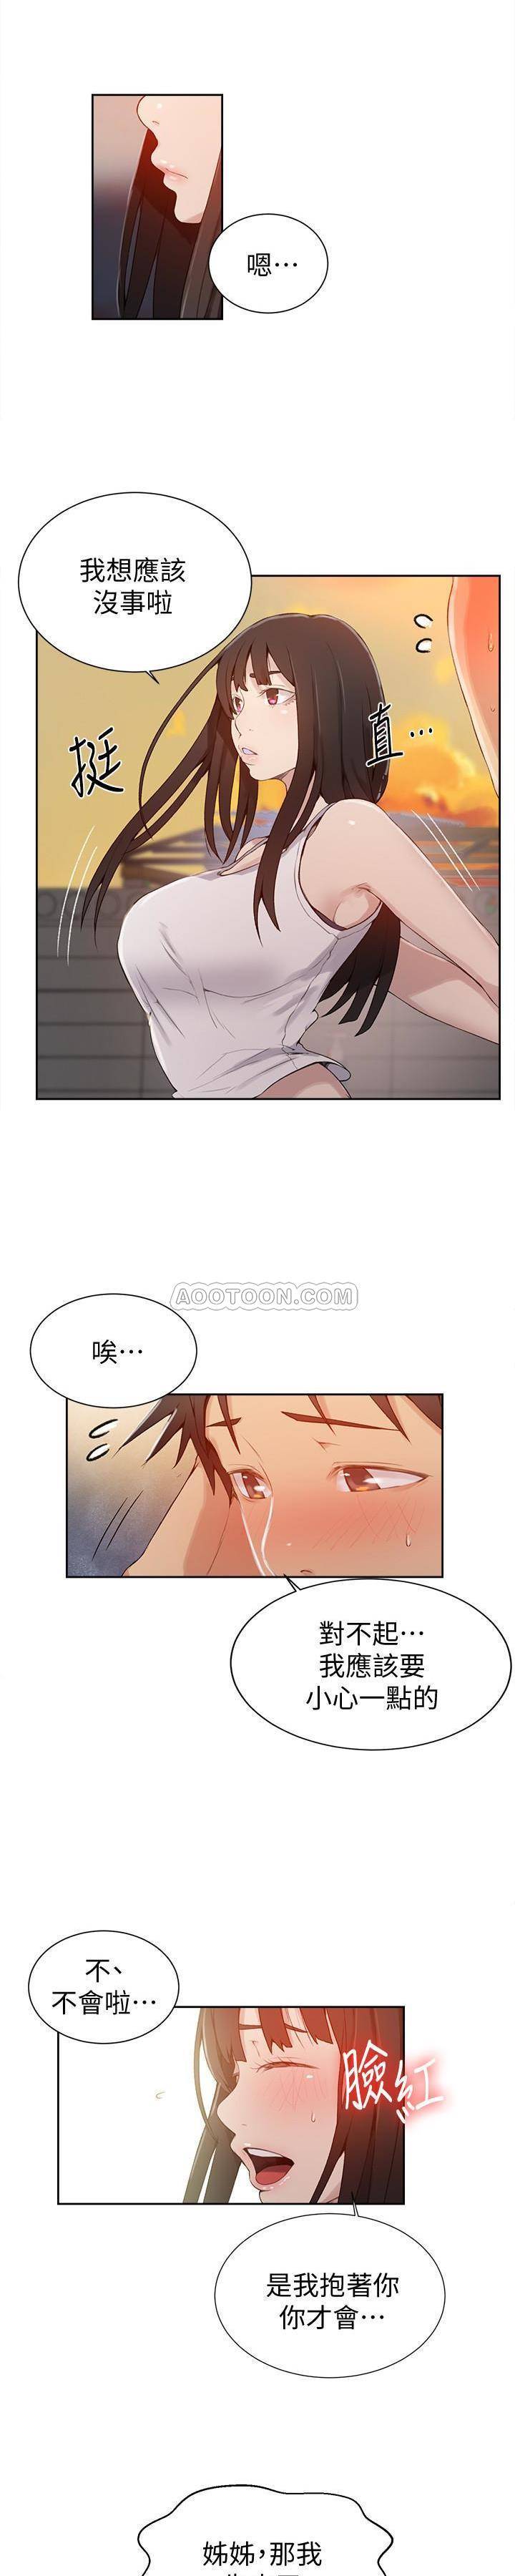 嗯…
我想應該
沒事啦
挺
直…
AOOTOON.COM
唉…
對不起…
我應該要
小心一點的
不、
不會啦…
臉紅
是我抱著你
你才會…
姊姊，那我